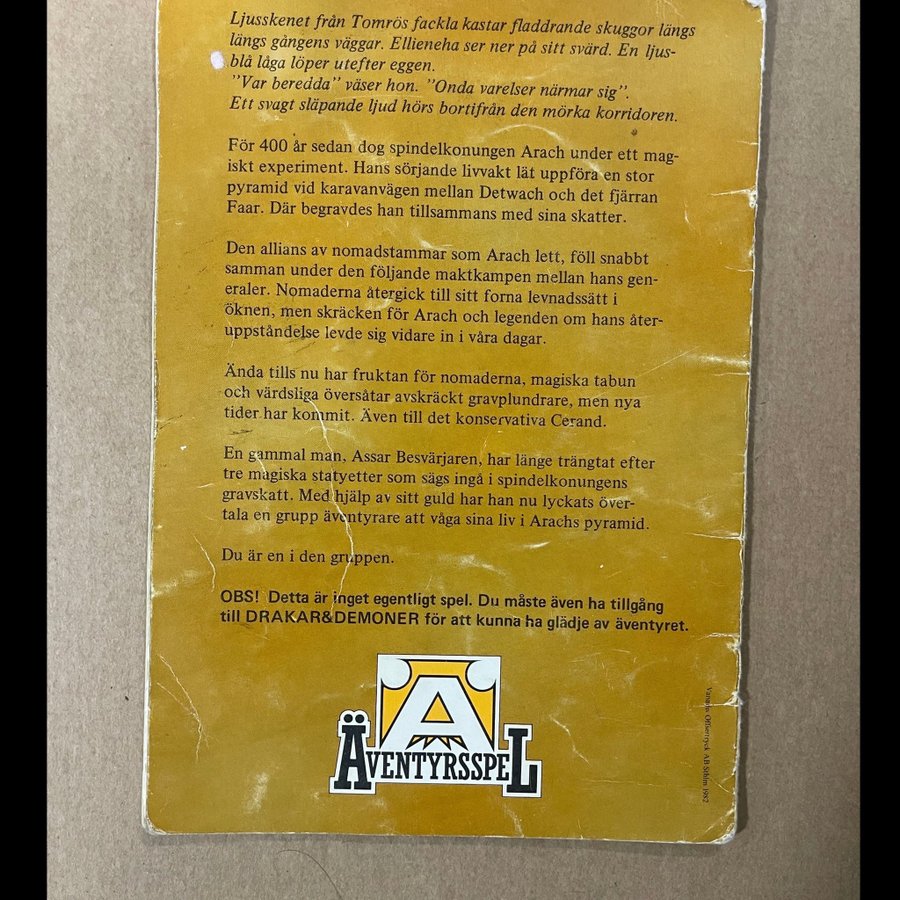 Ljusskenet från Tomrös fackla kastar fladdrande skuggor längs
längs gångens väggar. Ellieneha ser ner på sitt svärd. En ljus-
blå låga löper utefter eggen.
"Var beredda" väser hon. "Onda varelser närmar sig".
Ett svagt släpande ljud hörs bortifrån den mörka korridoren.
För 400 år sedan dog spindelkonungen Arach under ett mag-
iskt experiment. Hans sörjande livvakt lät uppföra en stor
pyramid vid karavanvägen mellan Detwach och det fjärran
Faar. Där begravdes han tillsammans med sina skatter.
Den allians av nomadstammar som Arach lett, föll snabbt
samman under den följande maktkampen mellan hans gen-
eraler. Nomaderna återgick till sitt forna levnadssätt i
öknen, men skräcken för Arach och legenden om hans åter-
uppståndelse levde sig vidare in i våra dagar.
Ända tills nu har fruktan för nomaderna, magiska tabun
och värdsliga översåtar avskräckt gravplundrare, men nya
tider har kommit. Även till det konservativa Cerand.
En gammal man, Assar Besvärjaren, har länge trängtat efter
tre magiska statyetter som sägs ingå i spindelkonungens
gravskatt. Med hjälp av sitt guld har han nu lyckats över-
tala en grupp äventyrare att våga sina liv i Arachs pyramid.
Du är en i den gruppen.
OBS! Detta är inget egentligt spel. Du måste även ha tillgång
till DRAKAR&DEMONER för att kunna ha glädje av äventyret.
Ä
ÄVENTYRSSPEL
Offsettryck AB Sthlm 1982